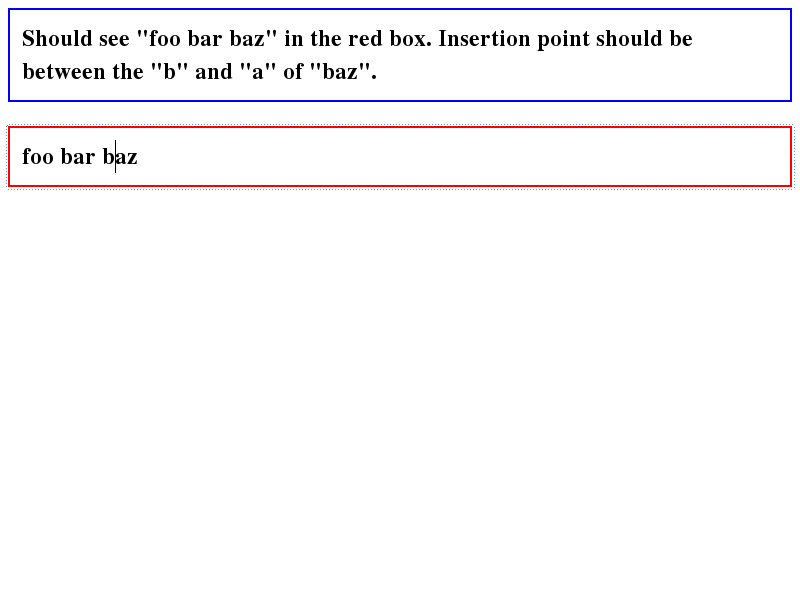 Should see "foo bar baz" in the red box. Insertion point should be
between the "b" and "a" of "baz".
foo bar baz